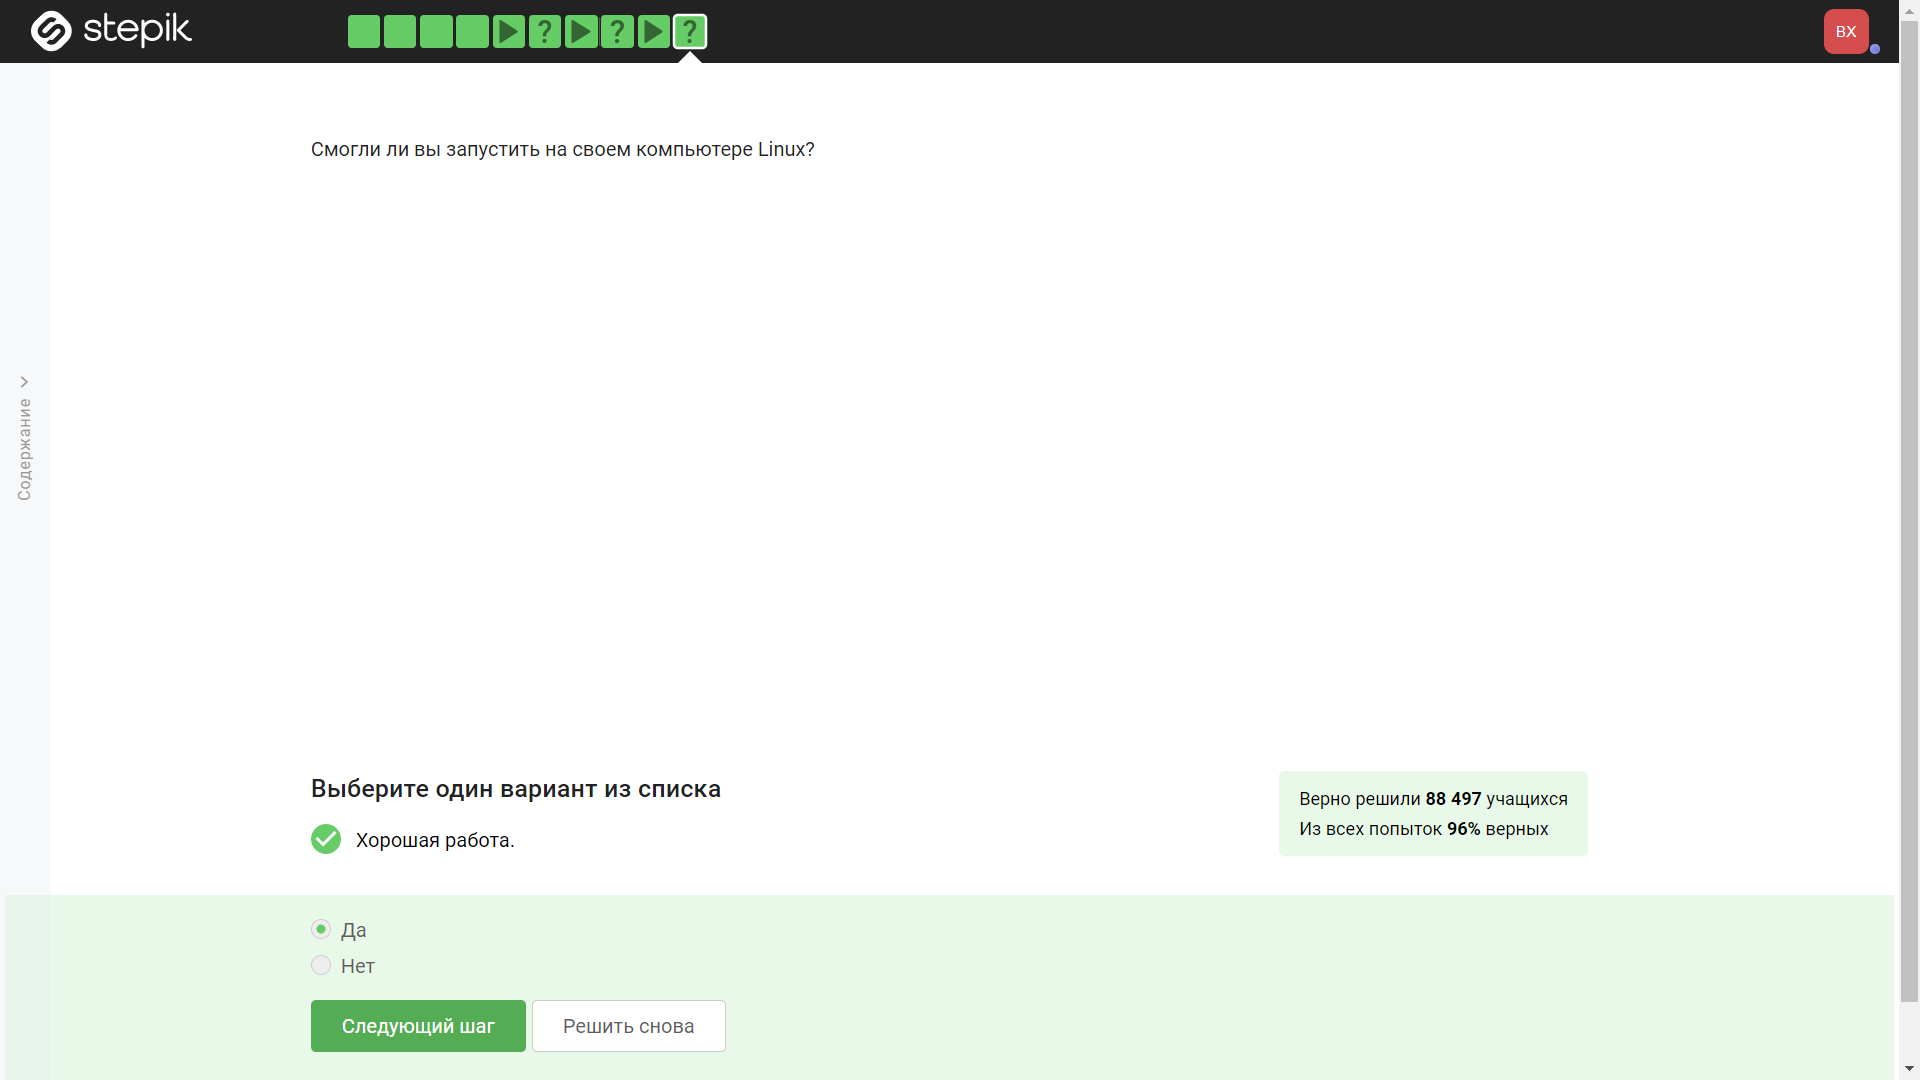 stepik
? ? ?
ВХ
Смогли ли вы запустить на своем компьютере Linux?
Содержание
Выберите один вариант из списка
Хорошая работа.
Верно решили 88 497 учащихся
Из всех попыток 96% верных
Да
Нет
Следующий шаг
Решить снова